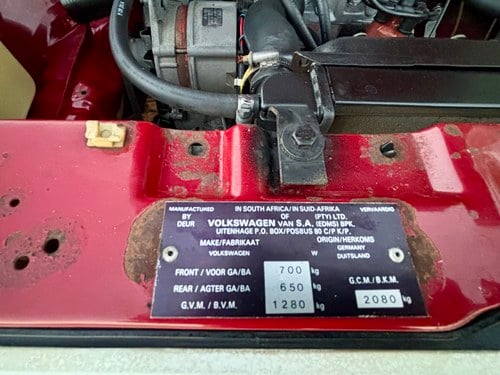 MANUFACTURED IN SOUTH AFRICA/IN SUID-AFRIKA VERVAARDIG
BY OF (PTY) LTD.
DEUR VOLKSWAGEN VAN S.A. (EDMS) BPK.
UITENHAGE P.O. BOX/POSBUS 80 C/P K/P.
MAKE/FABRIKAAT ORIGIN/HERKOMS
VOLKSWAGEN W GERMANY
DUITSLAND
FRONT / VOOR GA/BA 700 kg
G.C.M. / B.K.M.
REAR / AGTER GA/BA 650 kg
2080 kg
G.V.M. / B.V.M. 1280 kg